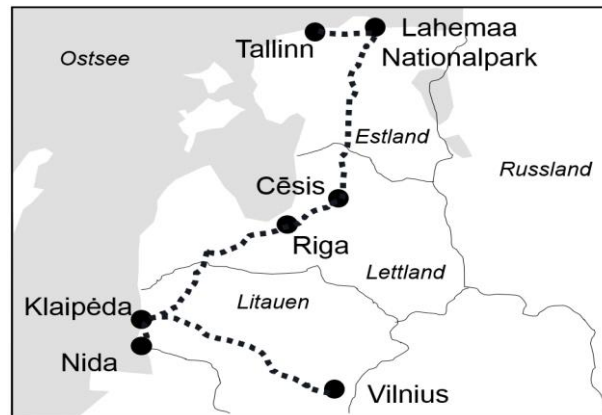 Ostsee
Tallinn
Lahemaa
Nationalpark
Estland
Russland
Cēsis
Riga
Lettland
Klaipėda
Litauen
Nida
Vilnius